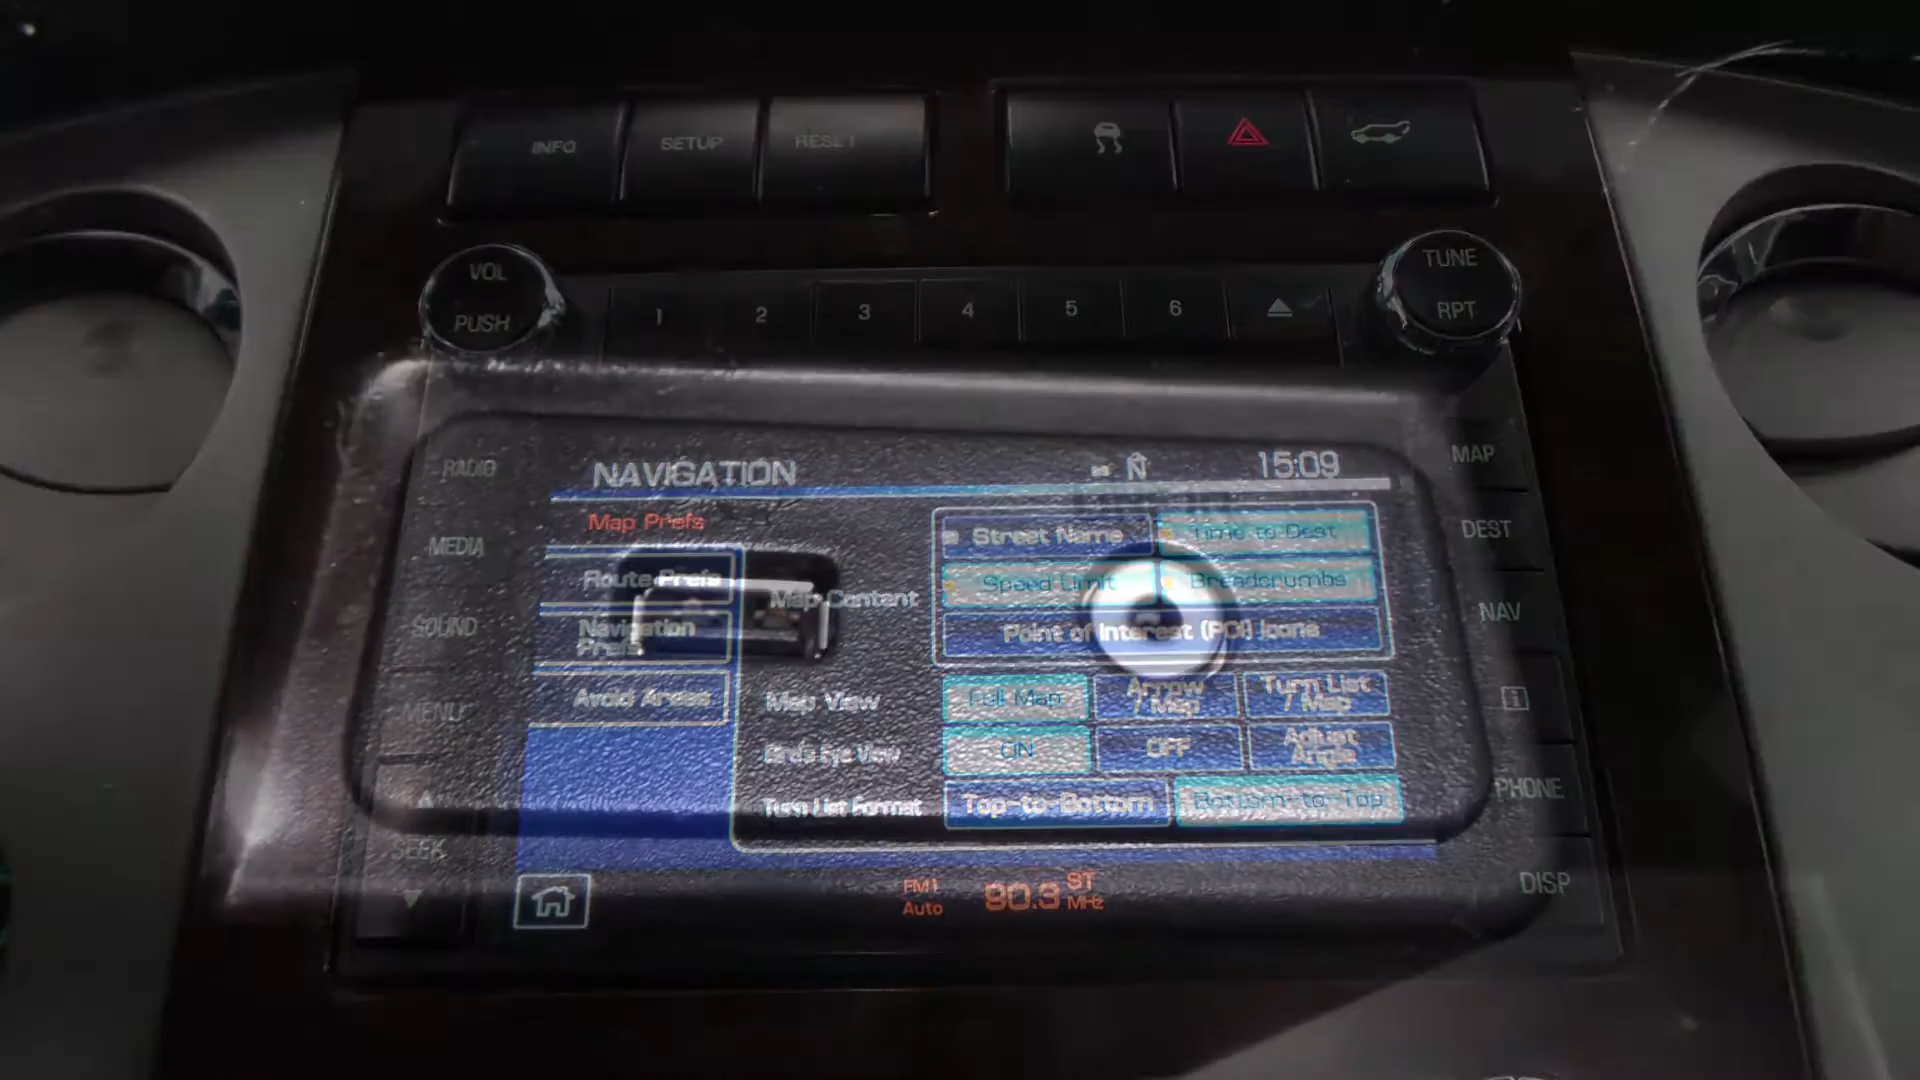 INFO SETUP RESET
VOL
PUSH
1 2 3 4 5 6
TUNE
RPT
RADIO
MEDIA
SOUND
MENU
SEEK
MAP
DEST
NAV
PHONE
DISP
NAVIGATION N 15:09
Map Prefs
Route Prefs
Navigation
Prefs
Avoid Areas
Map Content
Street Name Time to Dest
Speed Limit Breadcrumbs
Point of Interest (POI) Icons
Map View
Full Map
Arrow
/ Map
Turn List
/ Map
Bird's Eye View
ON OFF
Adjust
Angle
Turn List Format
Top-to-Bottom Bottom-to-Top
FM1
Auto
90.3 ST
MHz